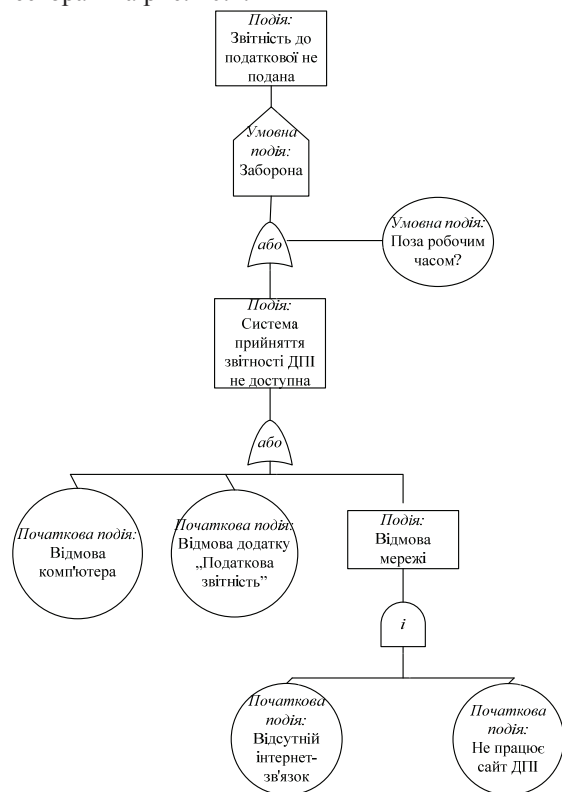 Подія:
Звітність до
податкової не
подана
Умовна
подія:
Заборона
або
Умовна подія:
Поза робочим
часом?
Подія:
Система
прийняття
звітності ДПІ
не доступна
або
Початкова подія:
Відмова
комп'ютера
Початкова подія:
Відмова додатку
„Податкова
звітність”
Подія:
Відмова
мережі
і
Початкова
подія:
Відсутній
інтернет-
зв'язок
Початкова
подія:
Не працює
сайт ДПІ